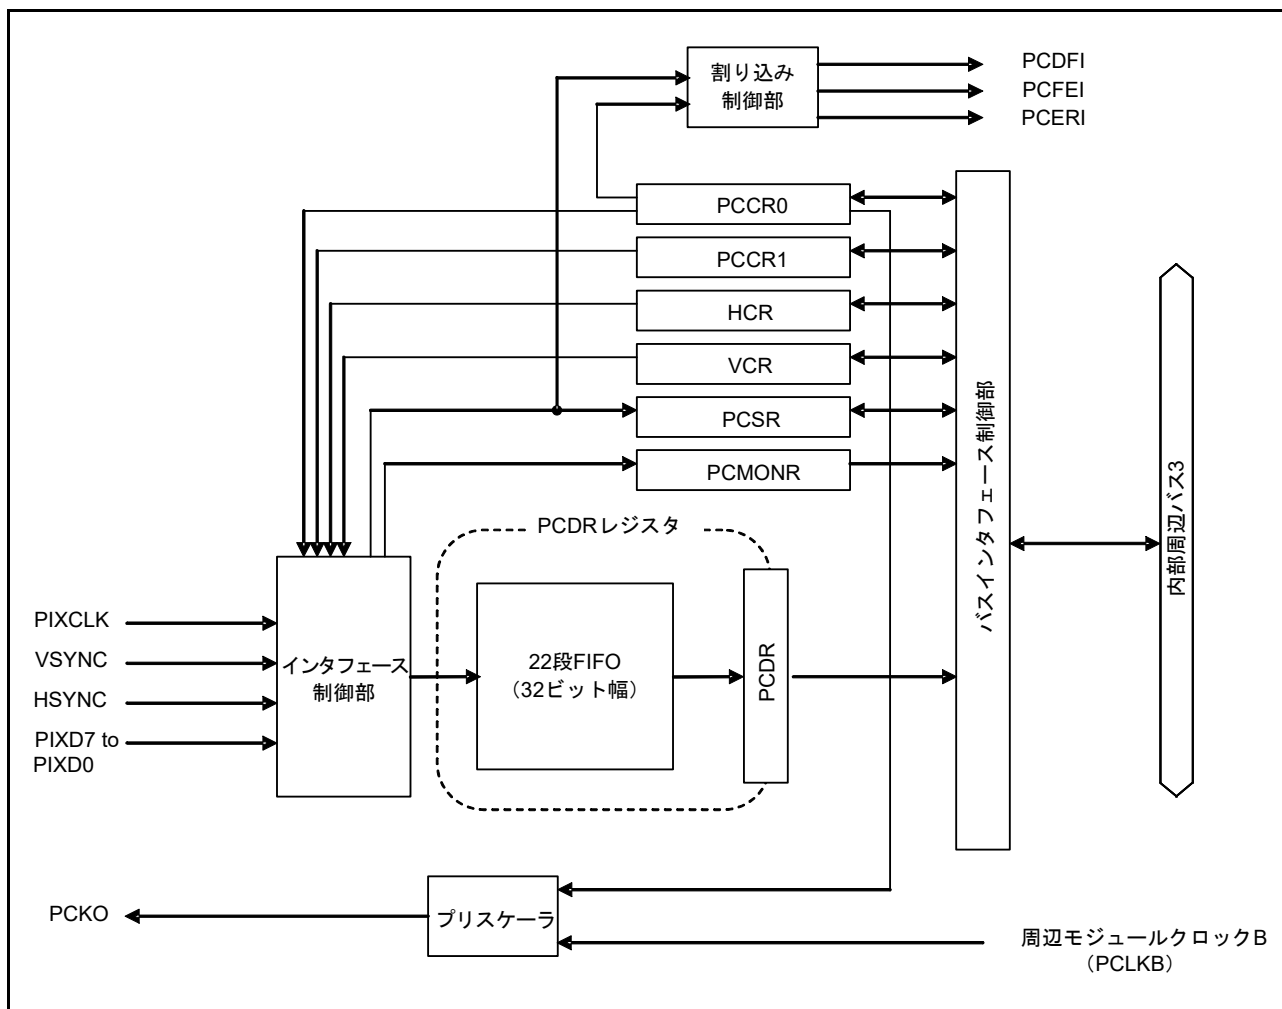 割り込み
制御部
PCDFI
PCFEI
PCERI
PCCR0
PCCR1
HCR
VCR
PCSR
PCMONR
PCDRレジスタ
PIXCLK
VSYNC
HSYNC
PIXD7 to
PIXD0
インタフェース
制御部
22段FIFO
（32ビット幅）
PCDR
バスインタフェース制御部
内部周辺バス3
PCKO
プリスケーラ
周辺モジュールクロックB
（PCLKB）